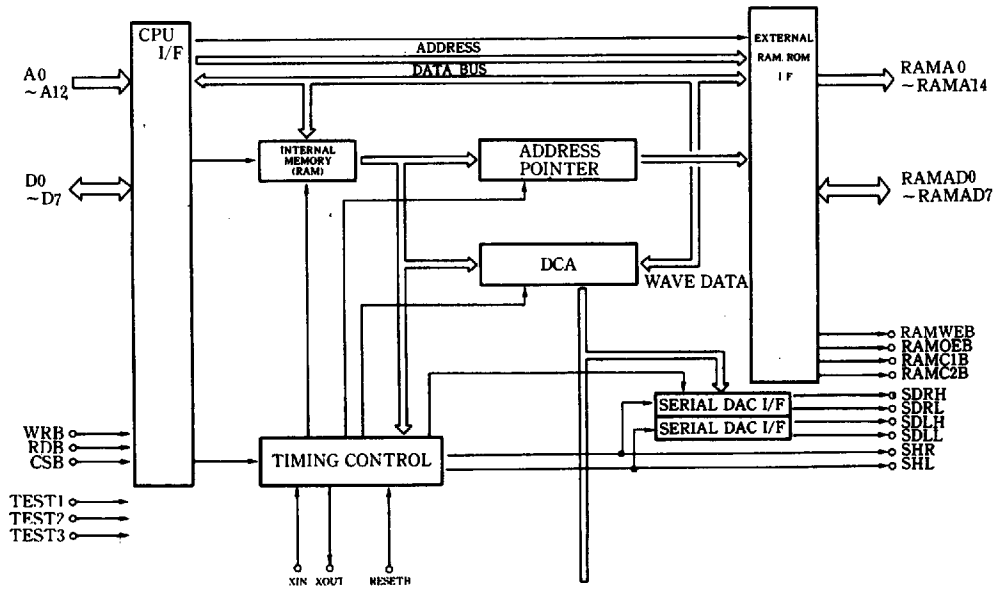 CPU
I/F
EXTERNAL
RAM. ROM
I F
ADDRESS
DATA BUS
A0
~A12
RAMA0
~RAMA14
INTERNAL
MEMORY
(RAM)
ADDRESS
POINTER
D0
~D7
RAMAD0
~RAMAD7
DCA
WAVE DATA
RAMWEB
RAMOEB
RAMC1B
RAMC2B
SERIAL DAC I/F
SERIAL DAC I/F
SDRH
SDRL
SDLH
SDLL
SHR
SHL
WRB
RDB
CSB
TIMING CONTROL
TEST1
TEST2
TEST3
XIN
XOUT
RESETB